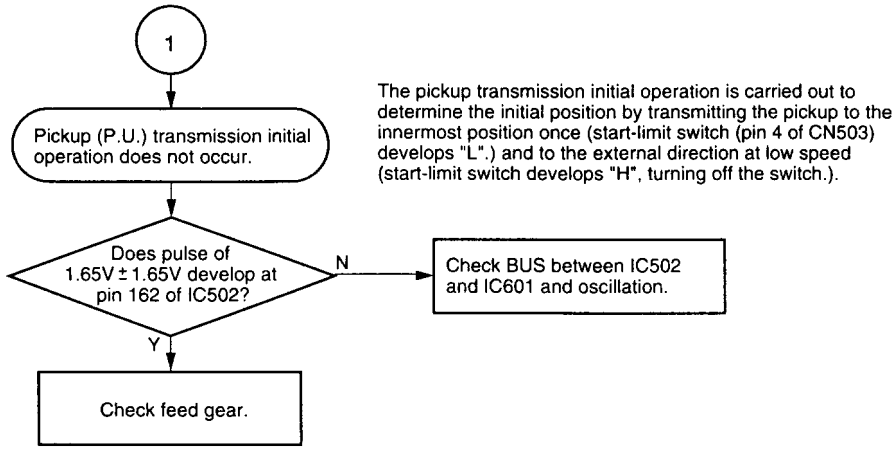 1
Pickup (P.U.) transmission initial
operation does not occur.
The pickup transmission initial operation is carried out to
determine the initial position by transmitting the pickup to the
innermost position once (start-limit switch (pin 4 of CN503)
develops "L".) and to the external direction at low speed
(start-limit switch develops "H", turning off the switch.).
Does pulse of
1.65V ± 1.65V develop at
pin 162 of IC502?
N
Check BUS between IC502
and IC601 and oscillation.
Y
Check feed gear.